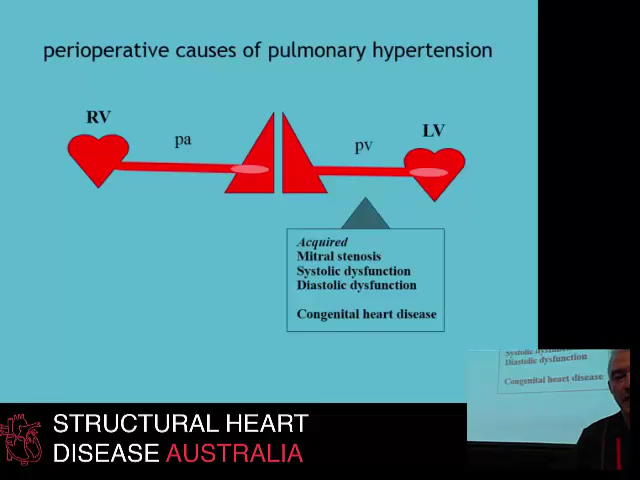 perioperative causes of pulmonary hypertension
RV
pa
pv
LV
Acquired
Mitral stenosis
Systolic dysfunction
Diastolic dysfunction
Congenital heart disease
Diastolic dysfunction
Congenital heart disease
STRUCTURAL HEART
DISEASE AUSTRALIA